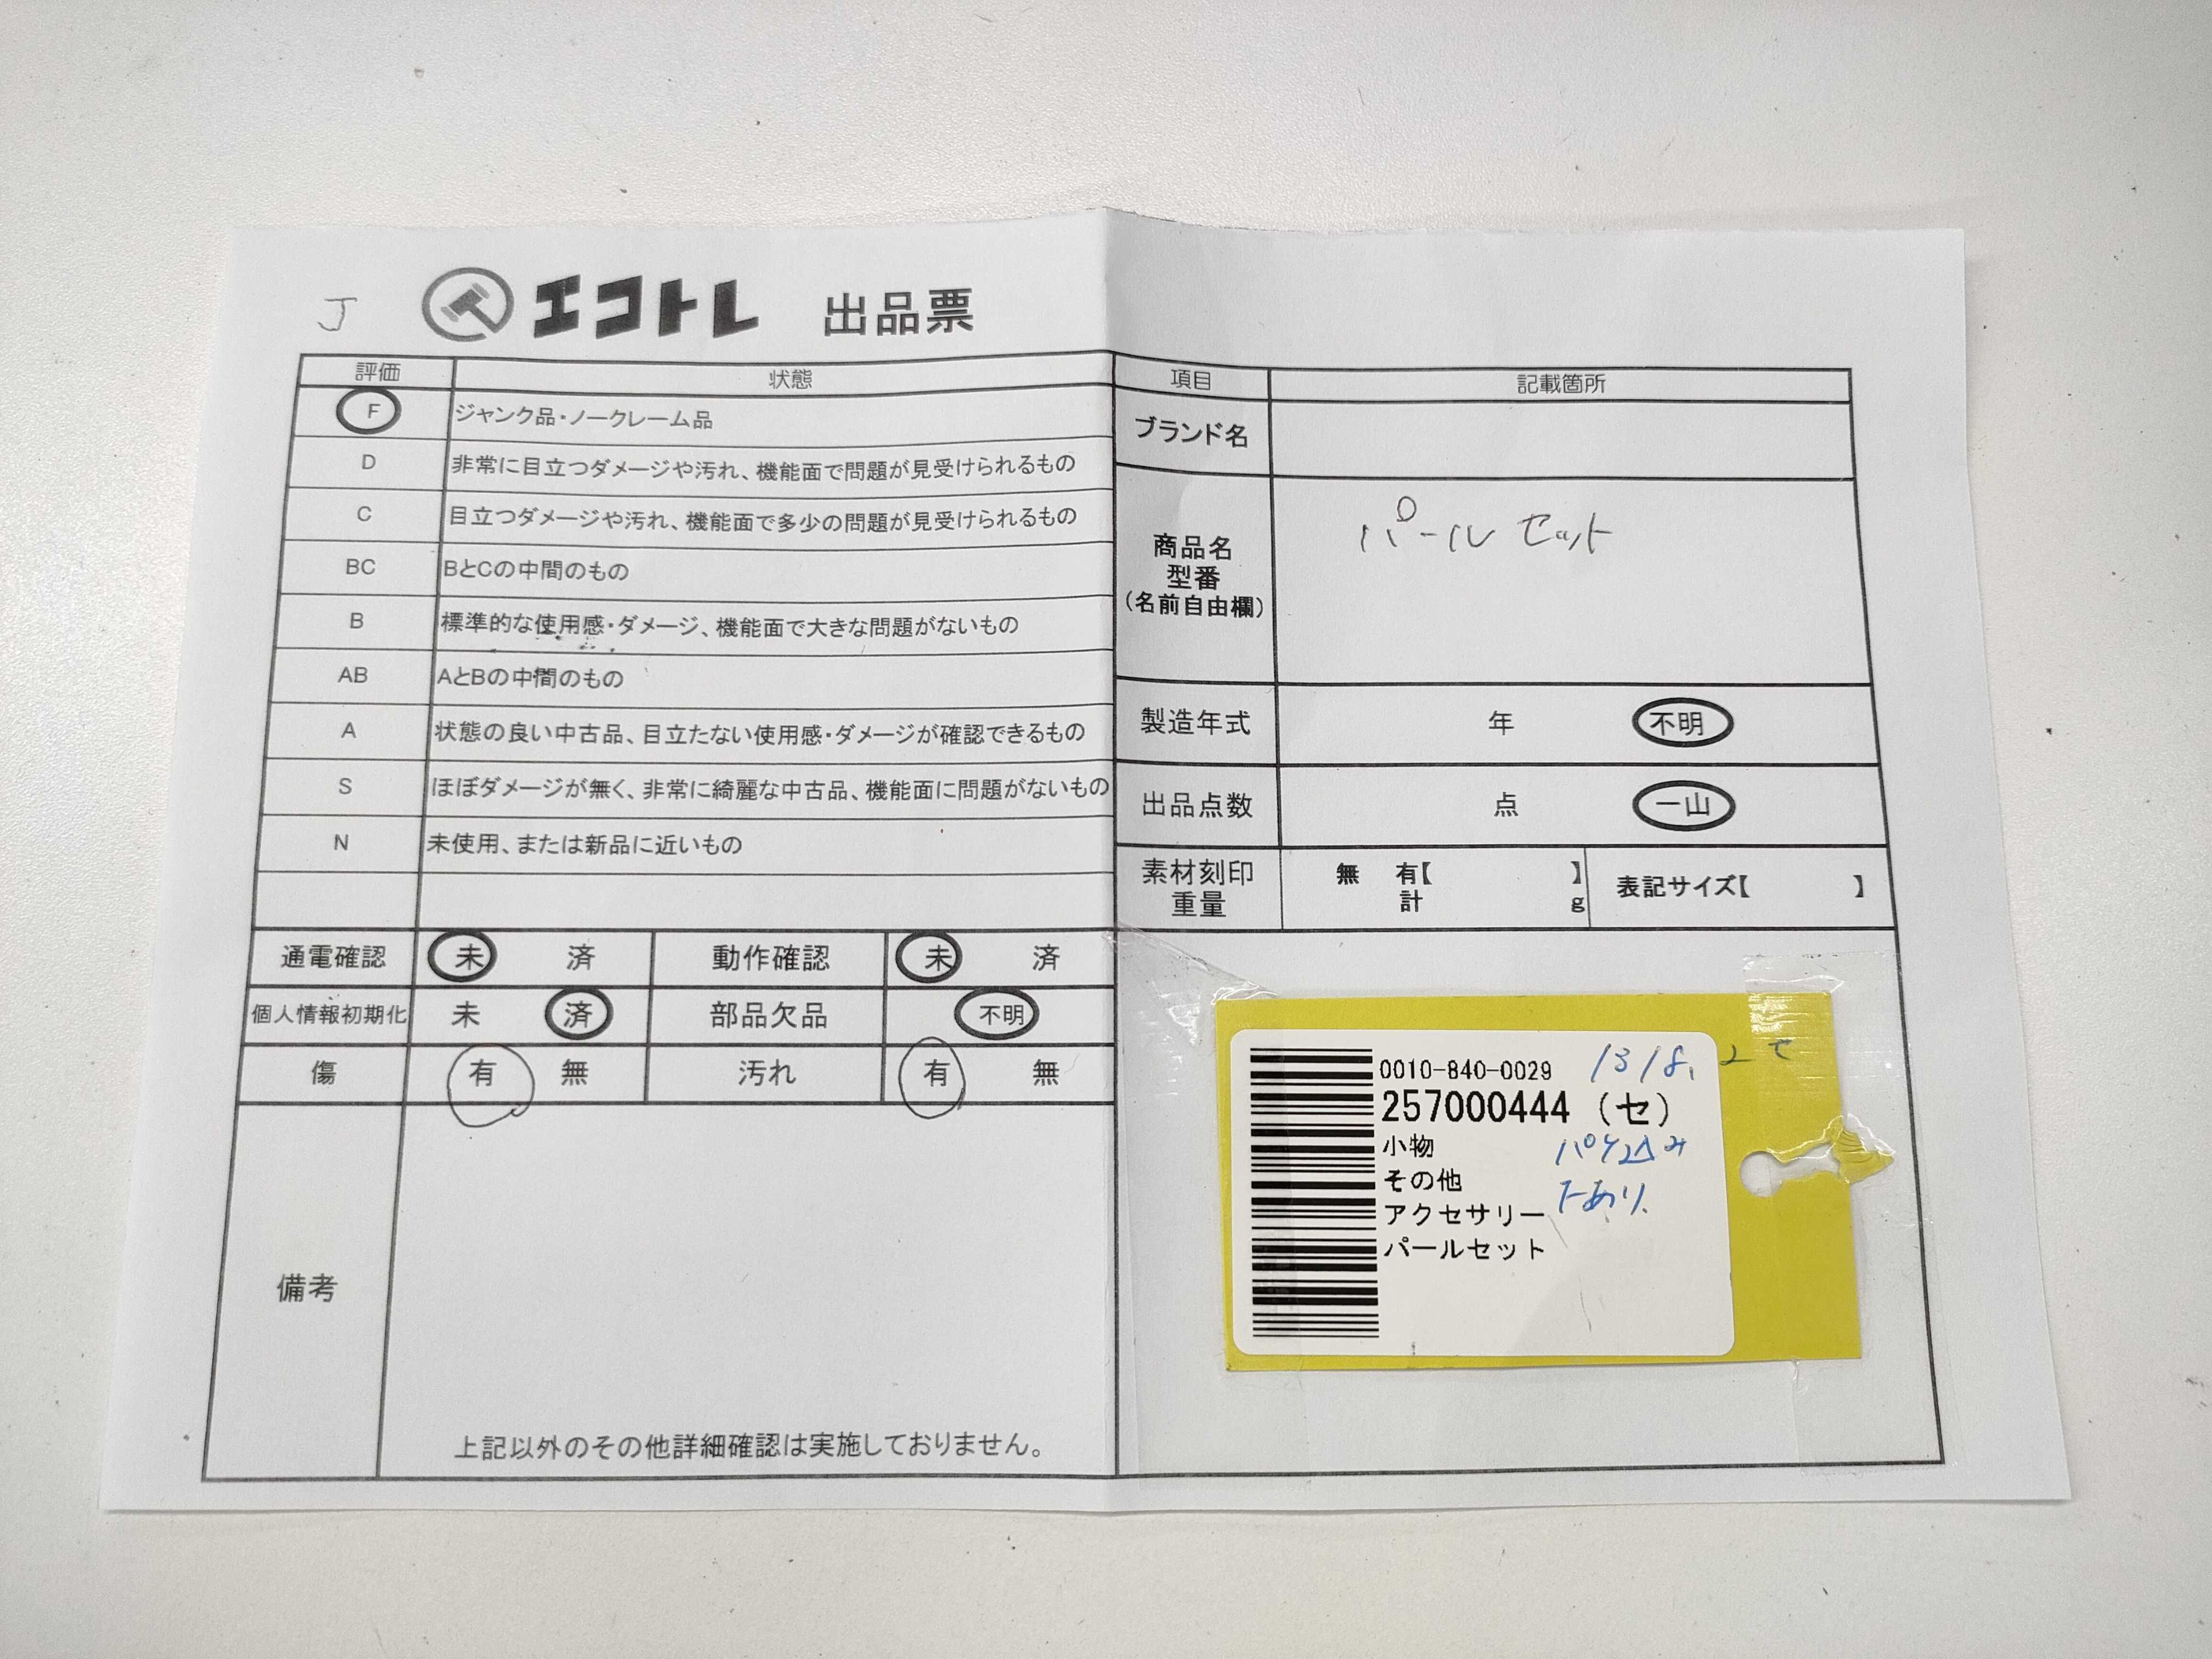 J エコトレ 出品票
評価 状態
F ジャンク品・ノークレーム品
D 非常に目立つダメージや汚れ、機能面で問題が見受けられるもの
C 目立つダメージや汚れ、機能面で多少の問題が見受けられるもの
BC BとCの中間のもの
B 標準的な使用感・ダメージ、機能面で大きな問題がないもの
AB AとBの中間のもの
A 状態の良い中古品、目立たない使用感・ダメージが確認できるもの
S ほぼダメージが無く、非常に綺麗な中古品、機能面に問題がないもの
N 未使用、または新品に近いもの
通電確認 未 済 動作確認 未 済
個人情報初期化 未 済 部品欠品 不明
傷 有 無 汚れ 有 無
備考
上記以外のその他詳細確認は実施しておりません。
項目 記載箇所
ブランド名
商品名
型番
(名前自由欄)
パールセット
製造年式 年 不明
出品点数 点 一山
素材刻印 無 有【 】 表記サイズ【 】
重量 計 g
0010-840-0029
257000444 (セ)
小物
その他
アクセサリー
パールセット